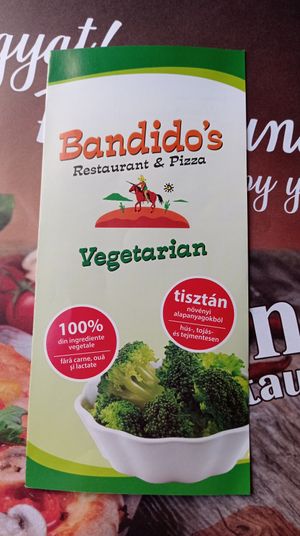 gyat!
Bandido's
Restaurant & Pizza
Vegetarian
100%
din ingrediente
vegetale
fără carne, ouă
și lactate
tisztán
növényi
alapanyagokból
hús-, tojás-
és tejmentesen